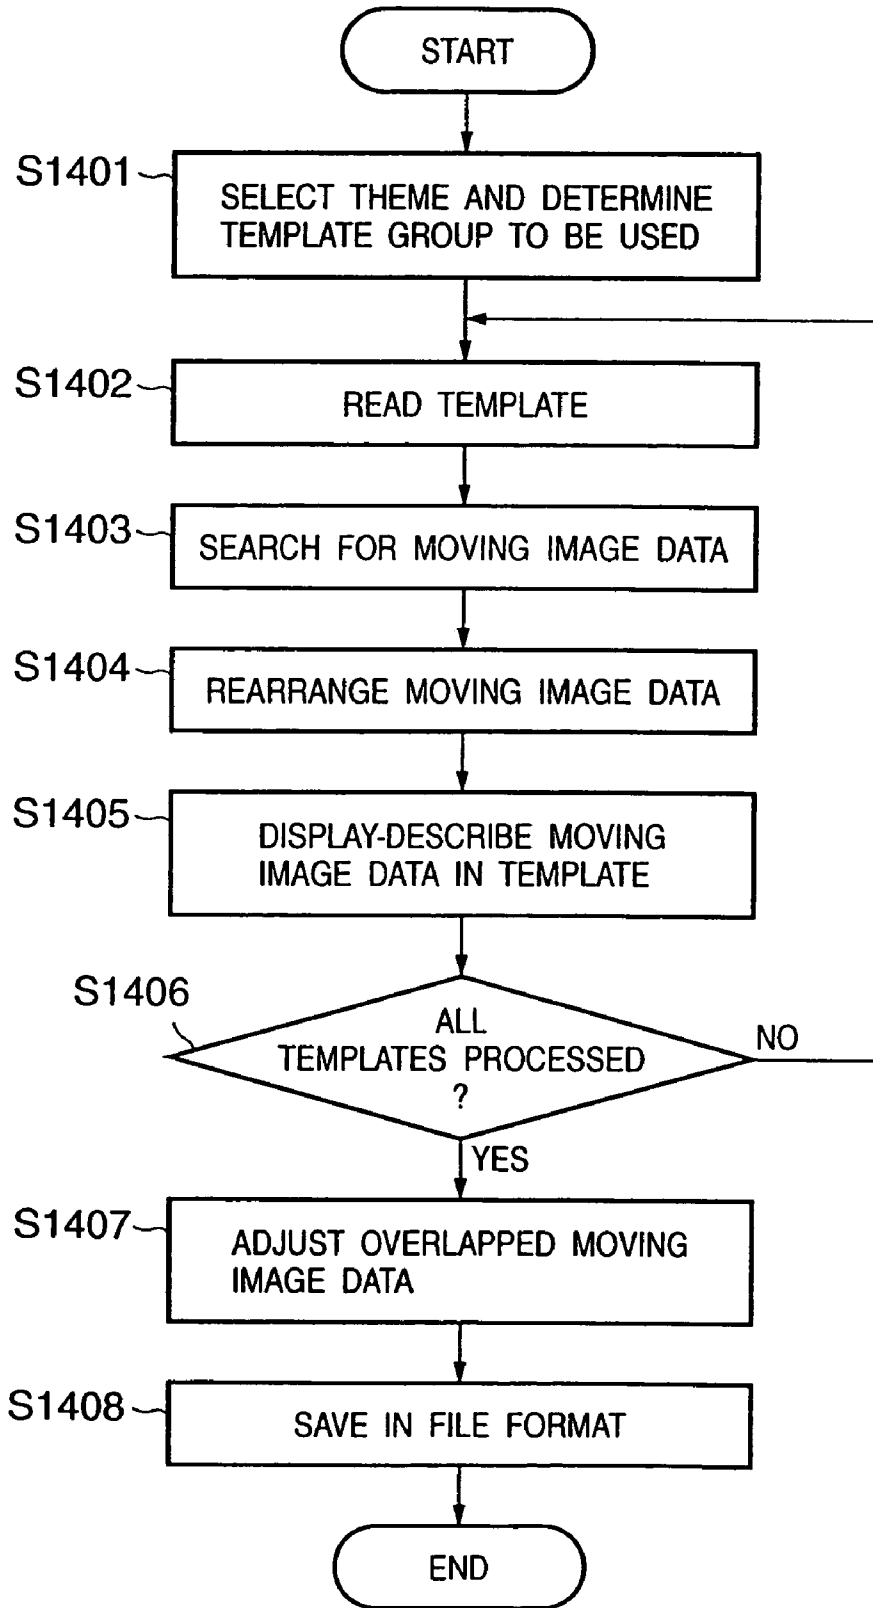 START
S1401
SELECT THEME AND DETERMINE
TEMPLATE GROUP TO BE USED
S1402
READ TEMPLATE
S1403
SEARCH FOR MOVING IMAGE DATA
S1404
REARRANGE MOVING IMAGE DATA
S1405
DISPLAY-DESCRIBE MOVING
IMAGE DATA IN TEMPLATE
S1406
ALL
TEMPLATES PROCESSED
?
NO
YES
S1407
ADJUST OVERLAPPED MOVING
IMAGE DATA
S1408
SAVE IN FILE FORMAT
END